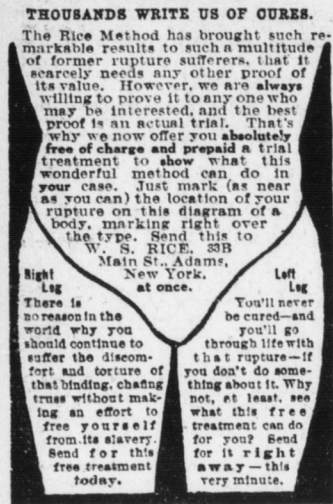 THOUSANDS WRITE US OF CURES.
The Rice Method has brought such re-
markable results to such a multitude
of former rupture sufferers, that it
scarcely needs any other proof of
its value. However, we are always
willing to prove it to any one who
may be interested, and the best
proof is an actual trial. That's
why we now offer you absolutely
free of charge and prepaid a trial
treatment to show what this
wonderful method can do in
your case. Just mark (as near
as you can) the location of your
rupture on this diagram of a
body, marking right over
the type. Send this to
W. S. RICE, 33B
Main St., Adams,
New York,
at once.
Right
Leg
There is
no reason in the
world why you
should continue to
suffer the discom-
fort and torture of
that binding, chafing
truss without mak-
ing an effort to
free yourself
from its slavery.
Send for this
free treatment
today.
Left
Leg
You'll never
be cured—and
you'll go
through life with
that rupture—if
you don't do some-
thing about it. Why
not, at least, see
what this free
treatment can do
for you? Send
for it right
away—this
very minute.